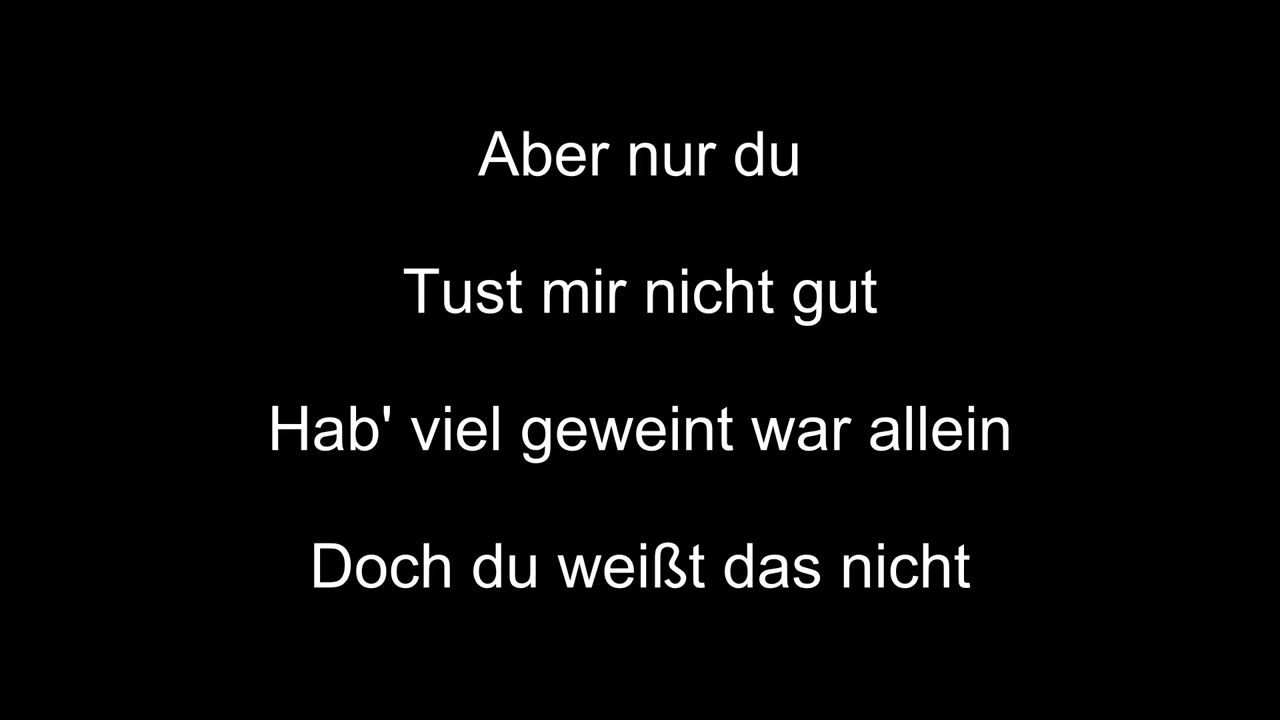 Aber nur du
Tust mir nicht gut
Hab' viel geweint war allein
Doch du weißt das nicht